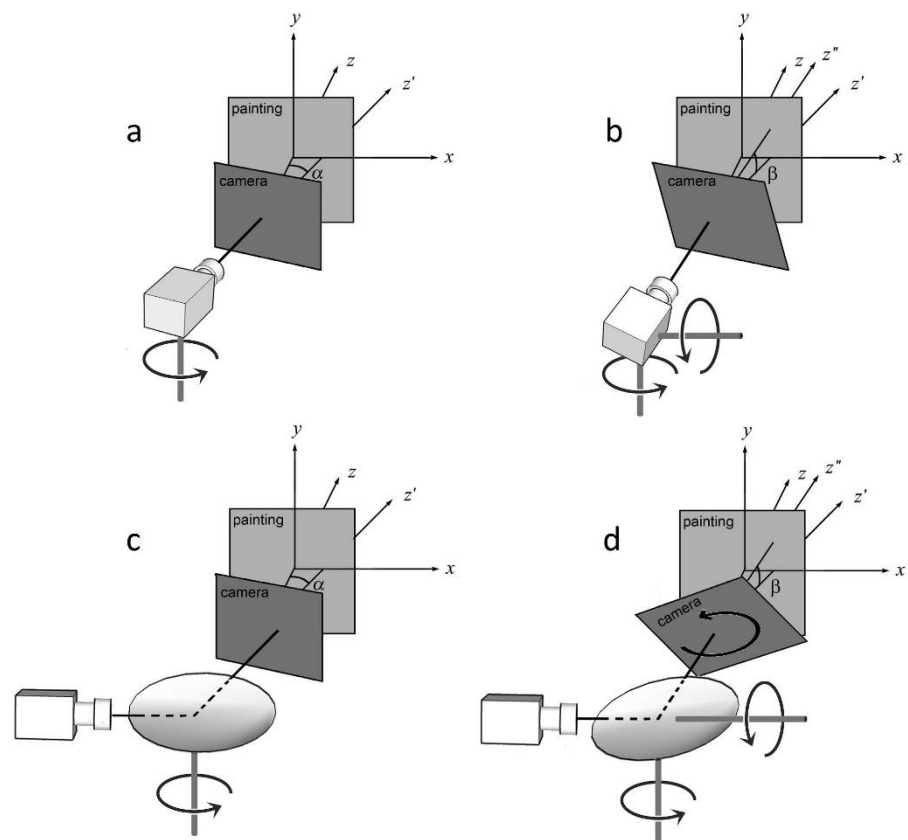 y
z
z'
painting
a
x
α
camera
y
z
z"
z'
painting
b
x
β
camera
y
z
z'
painting
c
x
α
camera
y
z
z"
z'
painting
d
x
β
camera